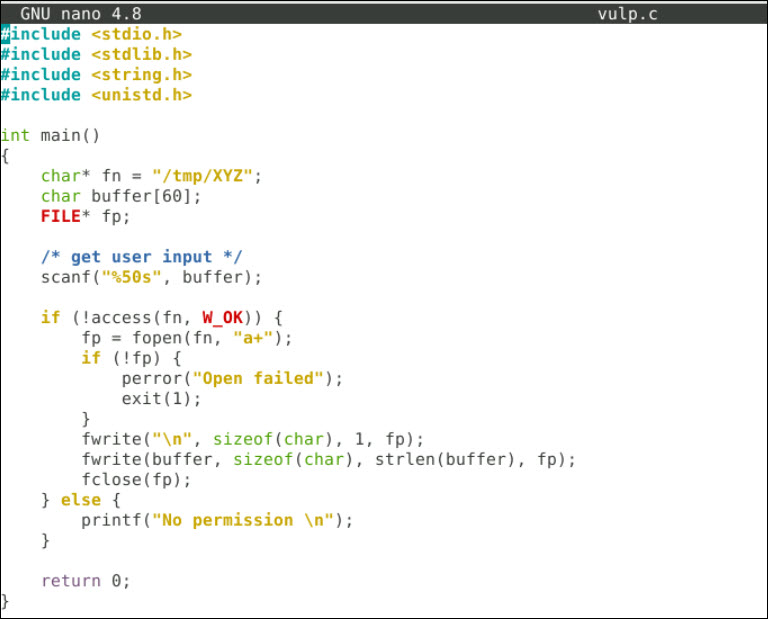 GNU nano 4.8 vulp.c
#include <stdio.h>
#include <stdlib.h>
#include <string.h>
#include <unistd.h>
int main()
{
    char* fn = "/tmp/XYZ";
    char buffer[60];
    FILE* fp;
    /* get user input */
    scanf("%50s", buffer);
    if (!access(fn, W_OK)) {
        fp = fopen(fn, "a+");
        if (!fp) {
            perror("Open failed");
            exit(1);
        }
        fwrite("\n", sizeof(char), 1, fp);
        fwrite(buffer, sizeof(char), strlen(buffer), fp);
        fclose(fp);
    } else {
        printf("No permission \n");
    }
    return 0;
}